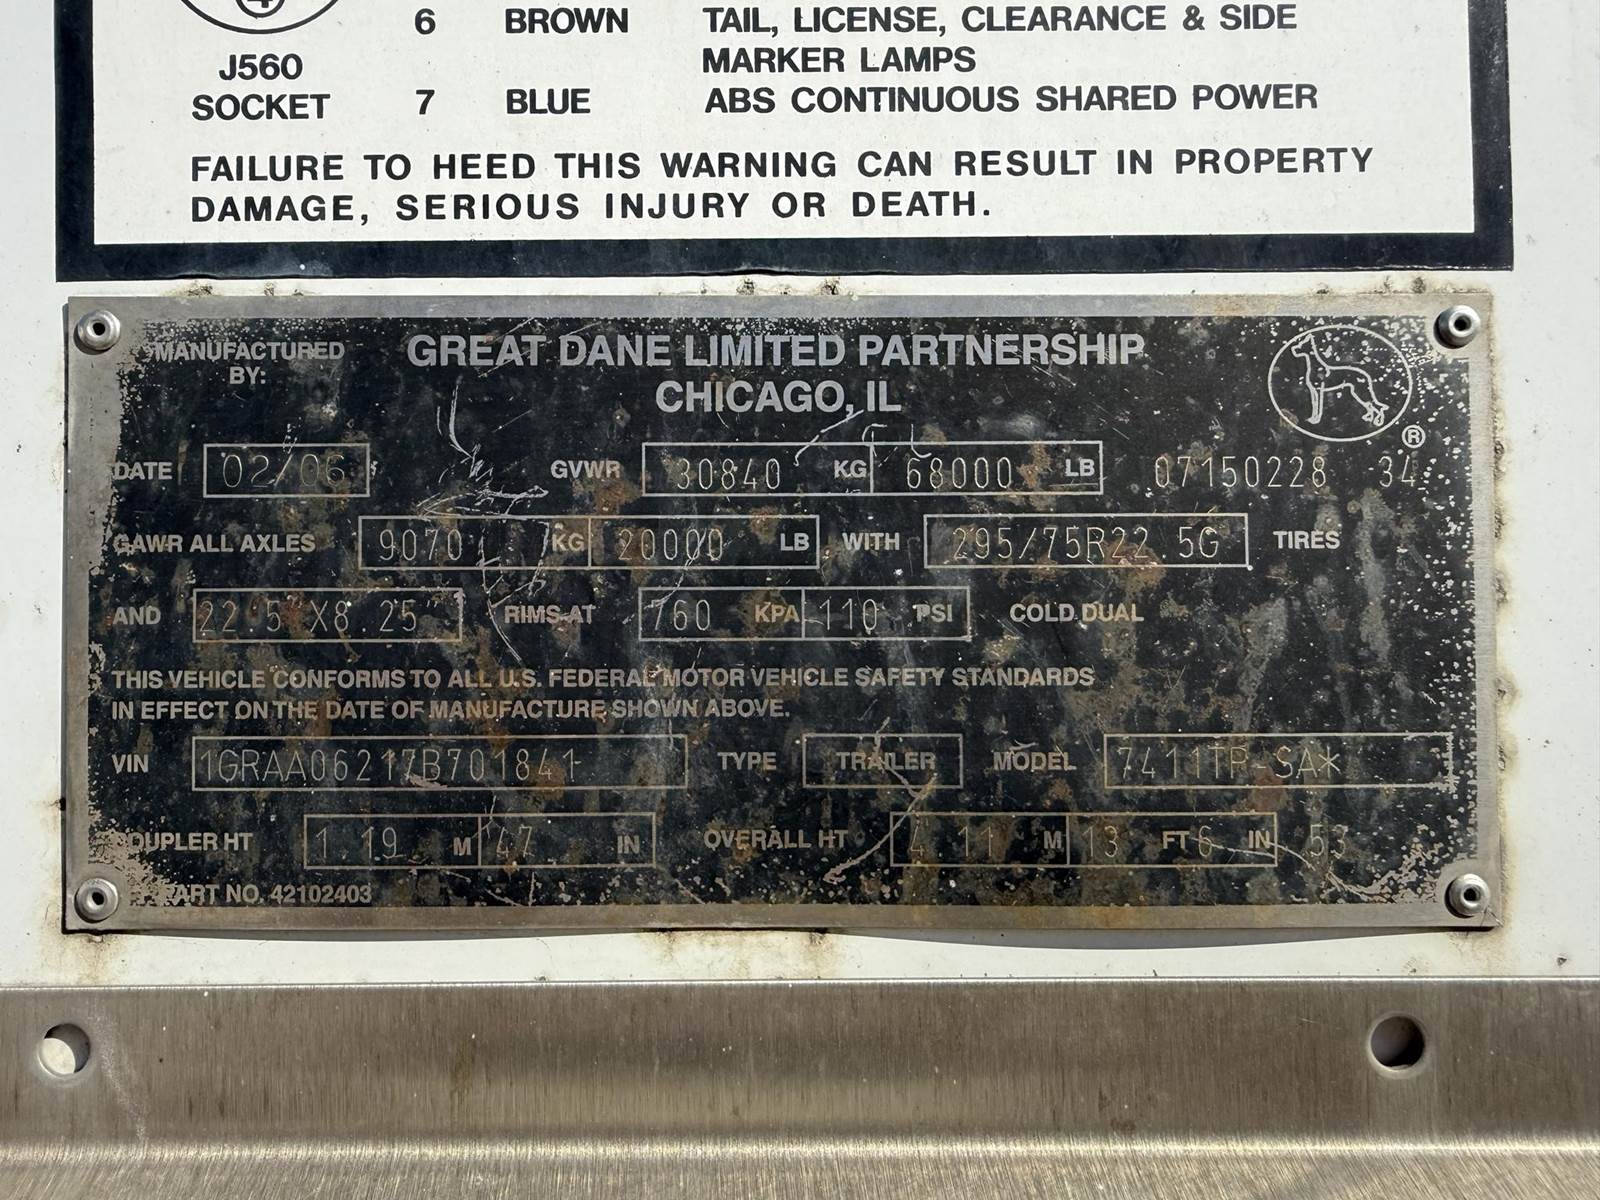 4
6 BROWN TAIL, LICENSE, CLEARANCE & SIDE
MARKER LAMPS
J560
SOCKET
7 BLUE ABS CONTINUOUS SHARED POWER
FAILURE TO HEED THIS WARNING CAN RESULT IN PROPERTY
DAMAGE, SERIOUS INJURY OR DEATH.
MANUFACTURED BY:
GREAT DANE LIMITED PARTNERSHIP
CHICAGO, IL
®
DATE 02/06 GVWR 30840 KG 68000 LB 07150228 34
GAWR ALL AXLES 9070 KG 20000 LB WITH 295/75R22.5G TIRES
AND 22.5"X8.25" RIMS AT 760 KPA 110 PSI COLD DUAL
THIS VEHICLE CONFORMS TO ALL U.S. FEDERAL MOTOR VEHICLE SAFETY STANDARDS
IN EFFECT ON THE DATE OF MANUFACTURE SHOWN ABOVE.
VIN 1GRAA06217B701841 TYPE TRAILER MODEL 7411TP-SA*
COUPLER HT 1.19 M 47 IN OVERALL HT 4.11 M 13 FT 6 IN 53
PART NO. 42102403